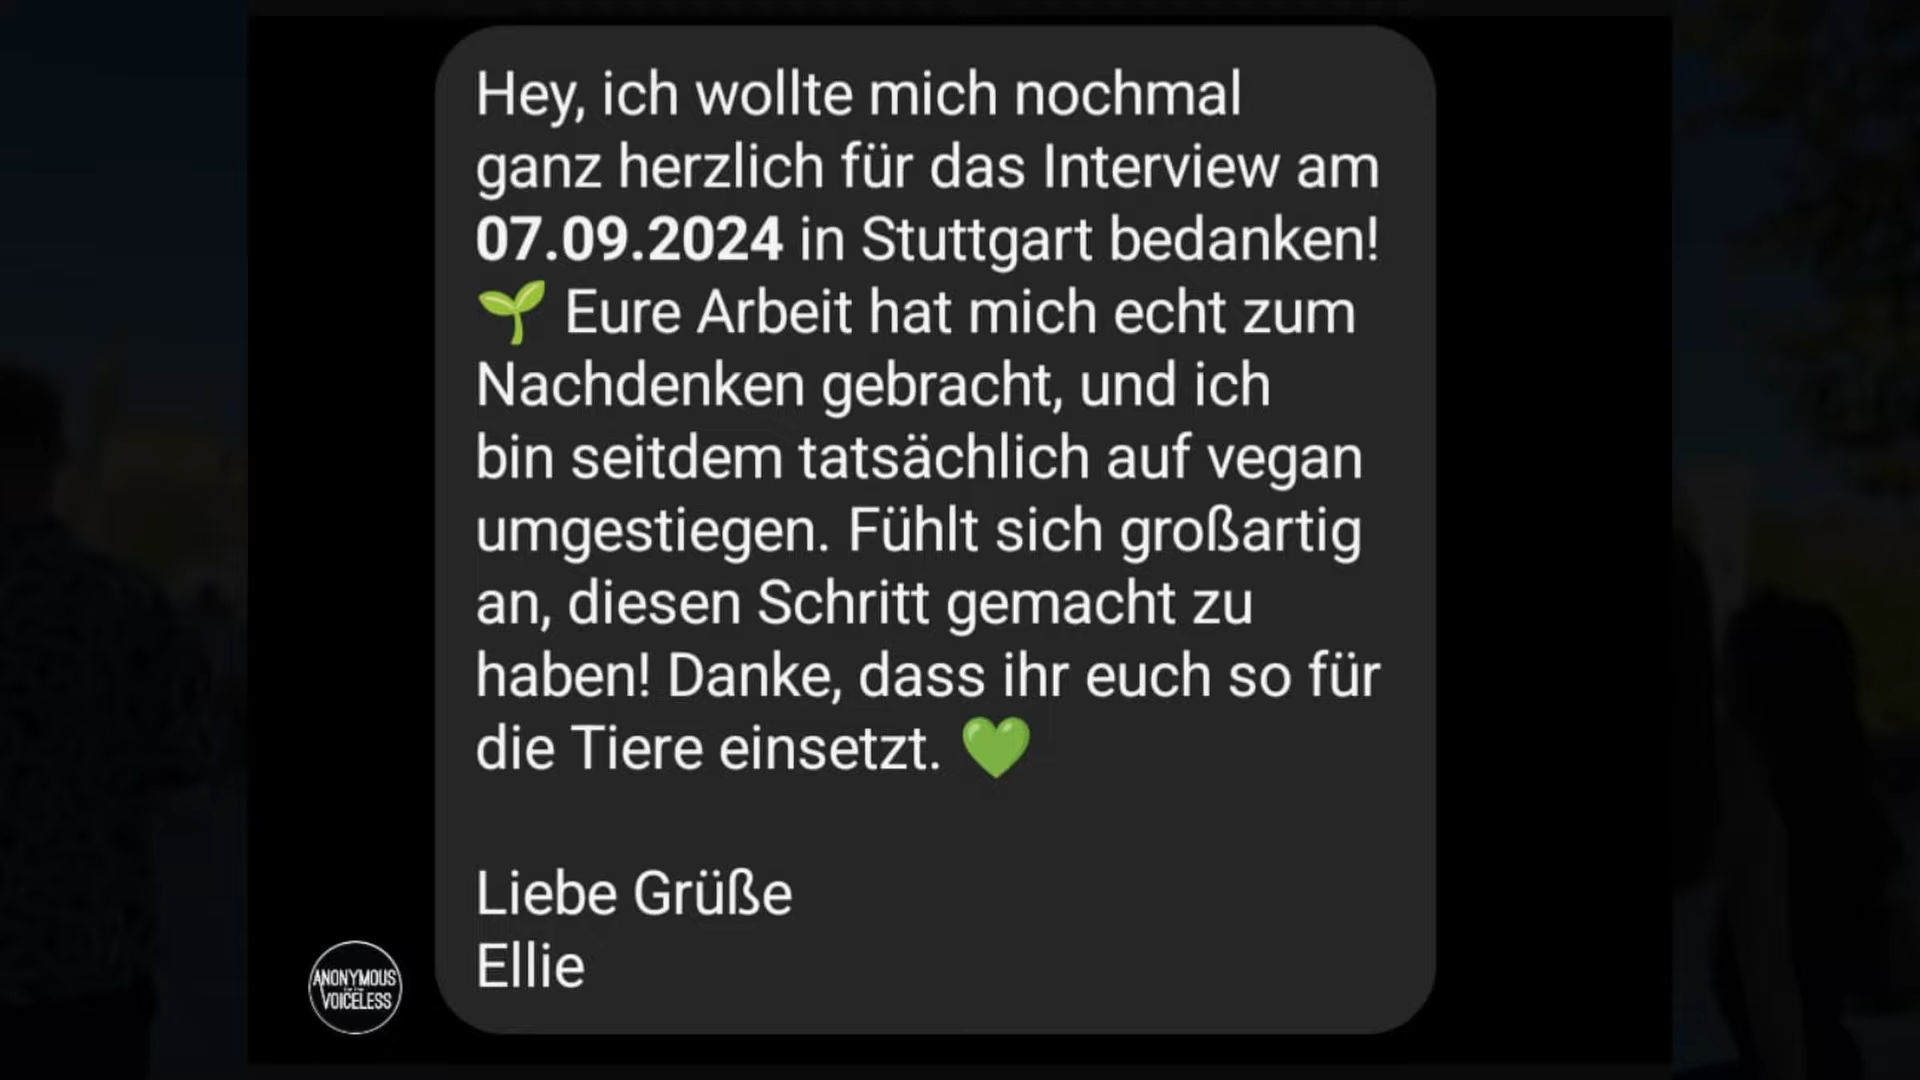 Hey, ich wollte mich nochmal
ganz herzlich für das Interview am
07.09.2024 in Stuttgart bedanken!
🌱 Eure Arbeit hat mich echt zum
Nachdenken gebracht, und ich
bin seitdem tatsächlich auf vegan
umgestiegen. Fühlt sich großartig
an, diesen Schritt gemacht zu
haben! Danke, dass ihr euch so für
die Tiere einsetzt. 💚
Liebe Grüße
Ellie
ANONYMOUS
VOICELESS